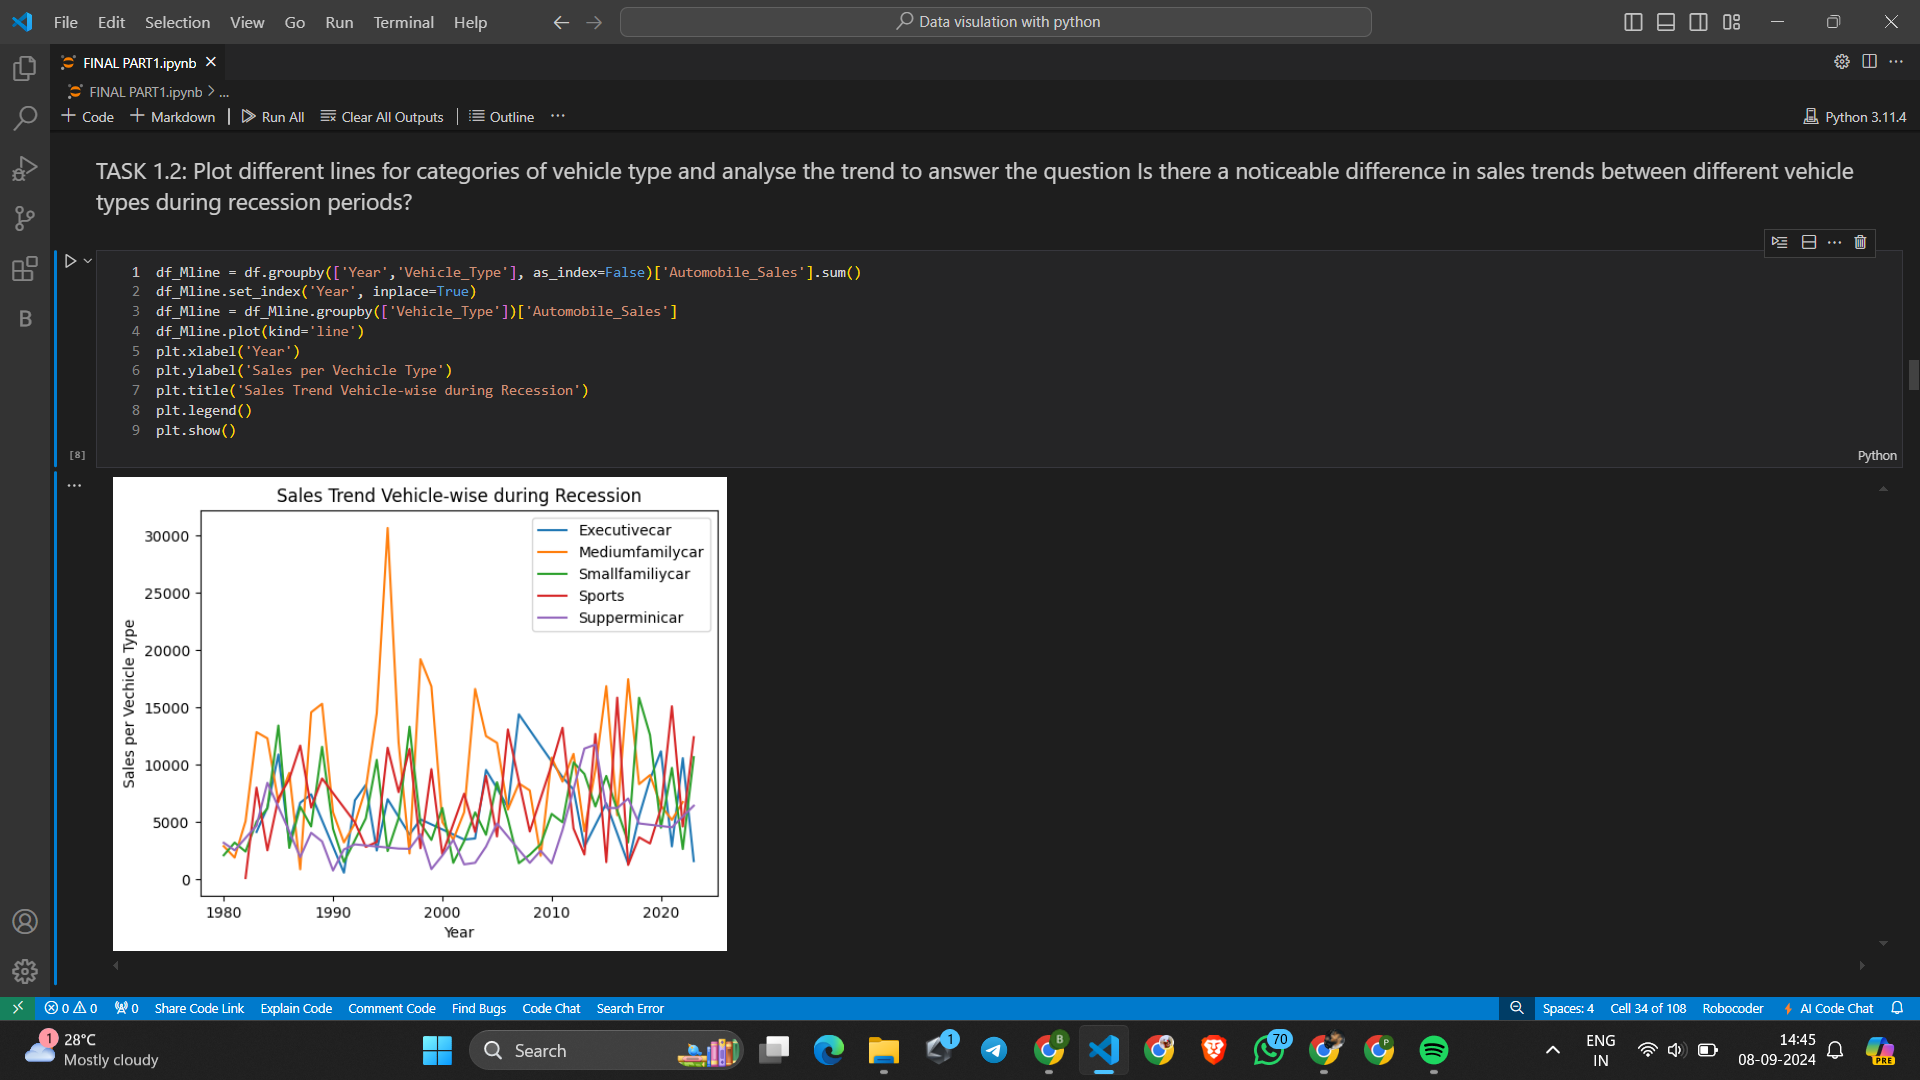 File Edit Selection View Go Run Terminal Help
Data visulation with python
FINAL PART1.ipynb
FINAL PART1.ipynb > ...
+ Code + Markdown | Run All Clear All Outputs | Outline ...
Python 3.11.4
TASK 1.2: Plot different lines for categories of vehicle type and analyse the trend to answer the question Is there a noticeable difference in sales trends between different vehicle
types during recession periods?
1 df_Mline = df.groupby(['Year','Vehicle_Type'], as_index=False)['Automobile_Sales'].sum()
2 df_Mline.set_index('Year', inplace=True)
3 df_Mline = df_Mline.groupby(['Vehicle_Type'])['Automobile_Sales']
4 df_Mline.plot(kind='line')
5 plt.xlabel('Year')
6 plt.ylabel('Sales per Vechicle Type')
7 plt.title('Sales Trend Vehicle-wise during Recession')
8 plt.legend()
9 plt.show()
[8]
Python
Sales Trend Vehicle-wise during Recession
Executivecar
Mediumfamilycar
Smallfamiliycar
Sports
Supperminicar
30000
25000
20000
15000
10000
5000
0
Sales per Vechicle Type
1980 1990 2000 2010 2020
Year
0 0 0 Share Code Link Explain Code Comment Code Find Bugs Code Chat Search Error
Spaces: 4 Cell 34 of 108 Robocoder AI Code Chat
1
28°C
Mostly cloudy
Search
1
B
70
P
ENG
IN
14:45
08-09-2024
PRE